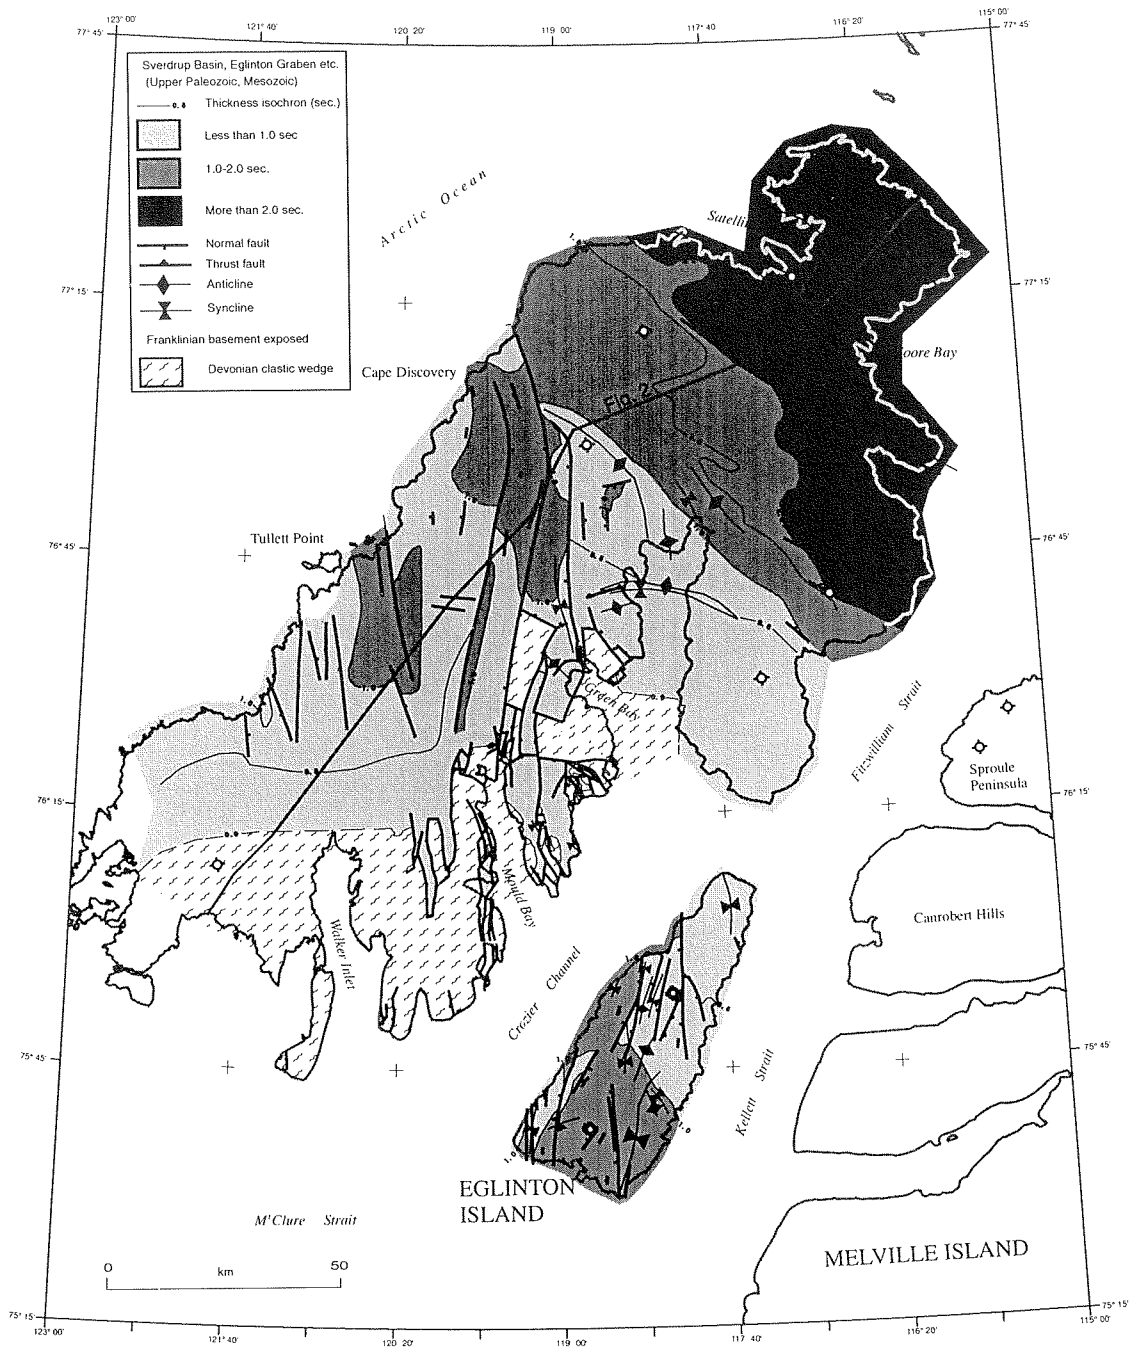 123° 00'
121° 40'
120° 20'
119° 00'
117° 40'
116° 20'
115° 00'
77° 45'
77° 45'
Sverdrup Basin, Eglinton Graben etc.
(Upper Paleozoic, Mesozoic)
0.8 Thickness isochron (sec.)
Less than 1.0 sec
1.0-2.0 sec.
More than 2.0 sec.
Normal fault
Thrust fault
Anticline
Syncline
Franklinian basement exposed
Devonian clastic wedge
Arctic Ocean
Satelli
77° 15'
77° 15'
oore Bay
Cape Discovery
Fig. 2
Tullett Point
76° 45'
76° 45'
Green Bay
Fitzwilliam Strait
Sproule
Peninsula
76° 15'
76° 15'
Mould Bay
Walker Inlet
Canrobert Hills
Crozier Channel
75° 45'
75° 45'
Kellett Strait
EGLINTON
ISLAND
M'Clure Strait
MELVILLE ISLAND
0 km 50
75° 15'
75° 15'
123° 00'
121° 40'
120° 20'
119° 00'
117° 40'
116° 20'
115° 00'